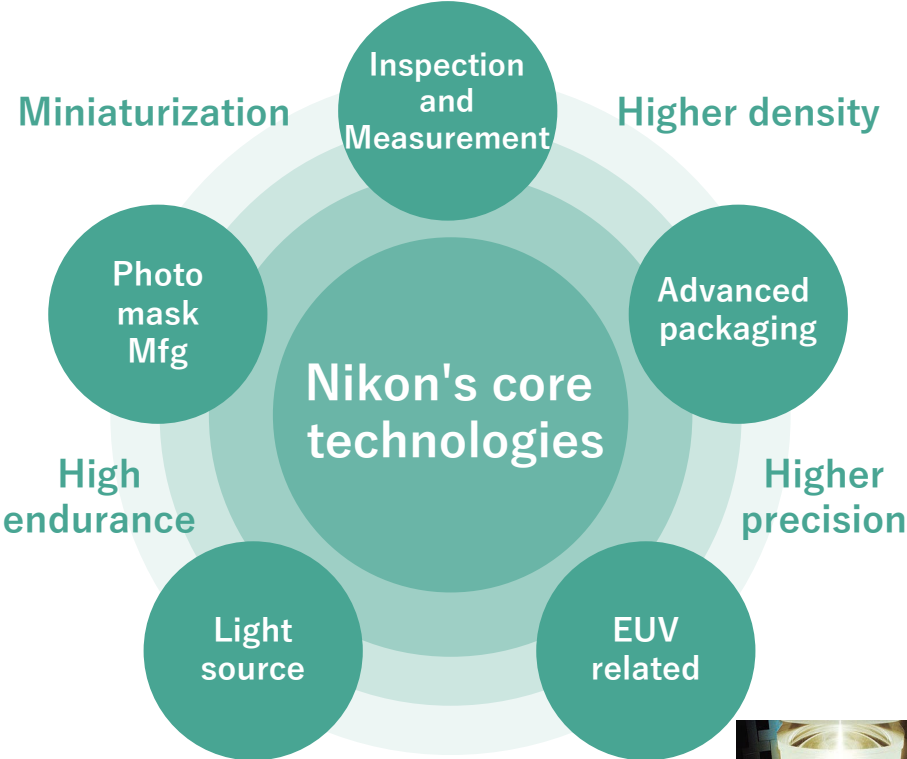 Inspection
and
Measurement
Miniaturization
Higher density
Photo
mask
Mfg
Advanced
packaging
Nikon's core
technologies
High
endurance
Higher
precision
Light
source
EUV
related